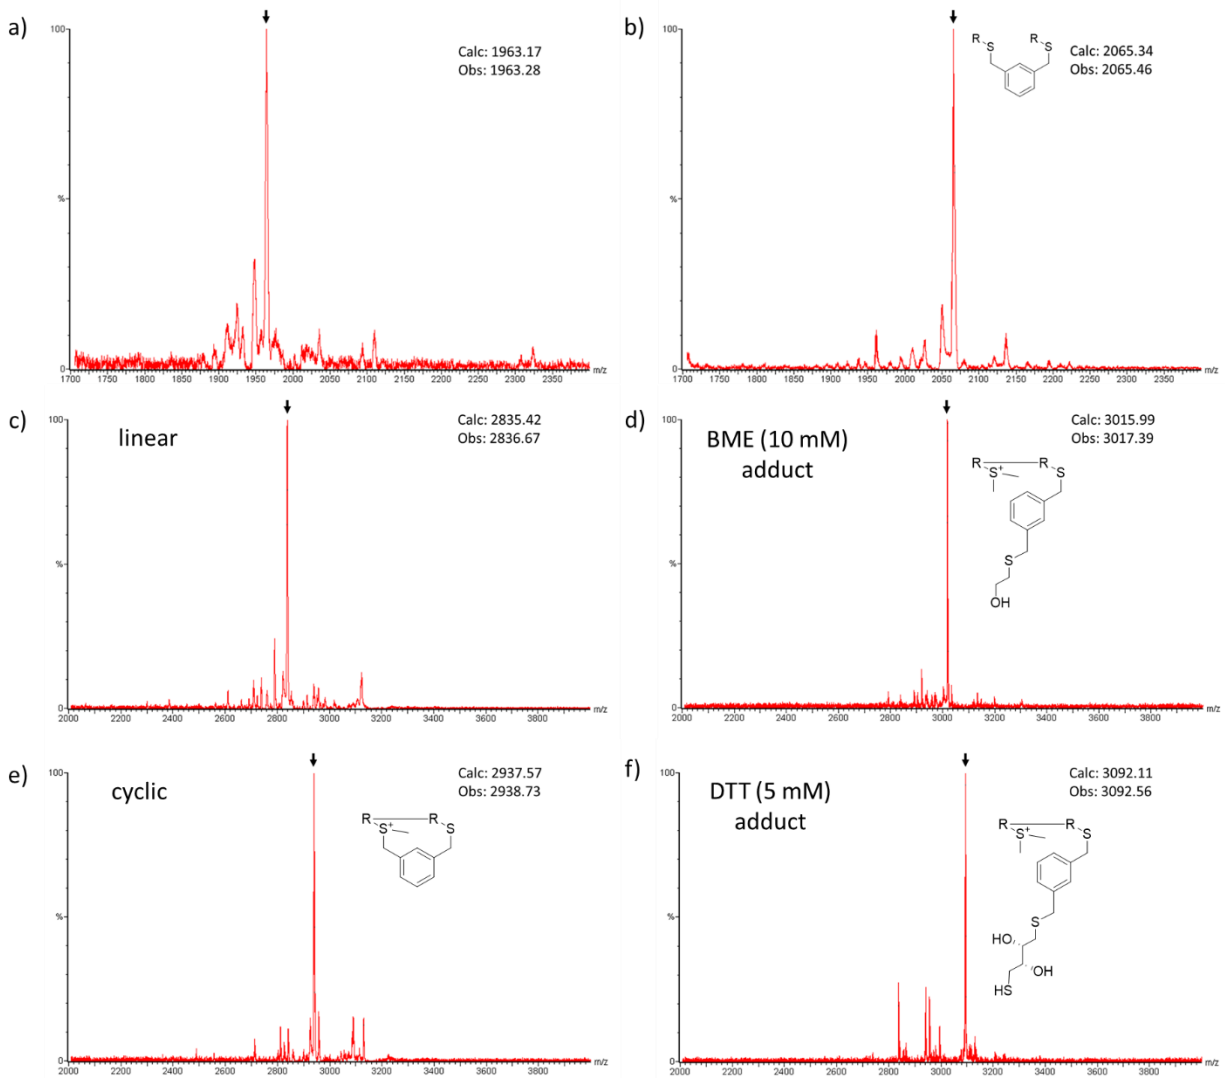 a)
100
%
0
Calc: 1963.17
Obs: 1963.28
1700 1800 1850 1900 1950 2000 2050 2100 2150 2200 2250 2300 2350 m/z
b)
100
%
0
R R
S S
Calc: 2065.34
Obs: 2065.46
1700 1800 1850 1900 1950 2000 2050 2100 2150 2200 2250 2300 2350 m/z
c)
100
%
0
linear
Calc: 2835.42
Obs: 2836.67
2000 2200 2400 2600 2800 3000 3200 3400 3600 3800 m/z
d)
100
%
0
BME (10 mM)
adduct
Calc: 3015.99
Obs: 3017.39
R R
S+ S
S
OH
2000 2200 2400 2600 2800 3000 3200 3400 3600 3800 m/z
e)
100
%
0
cyclic
Calc: 2937.57
Obs: 2938.73
R R
S+ S
2000 2200 2400 2600 2800 3000 3200 3400 3600 3800 m/z
f)
100
%
0
DTT (5 mM)
adduct
Calc: 3092.11
Obs: 3092.56
R R
S+ S
S
HO
OH
HS
2000 2200 2400 2600 2800 3000 3200 3400 3600 3800 m/z